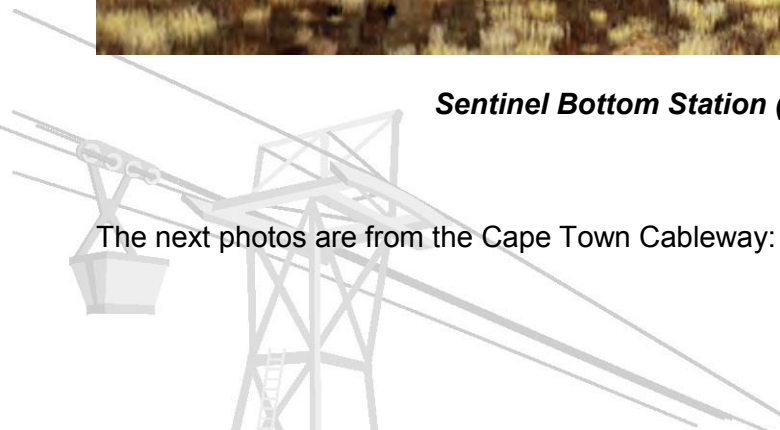 Sentinel Bottom Station (
The next photos are from the Cape Town Cableway: